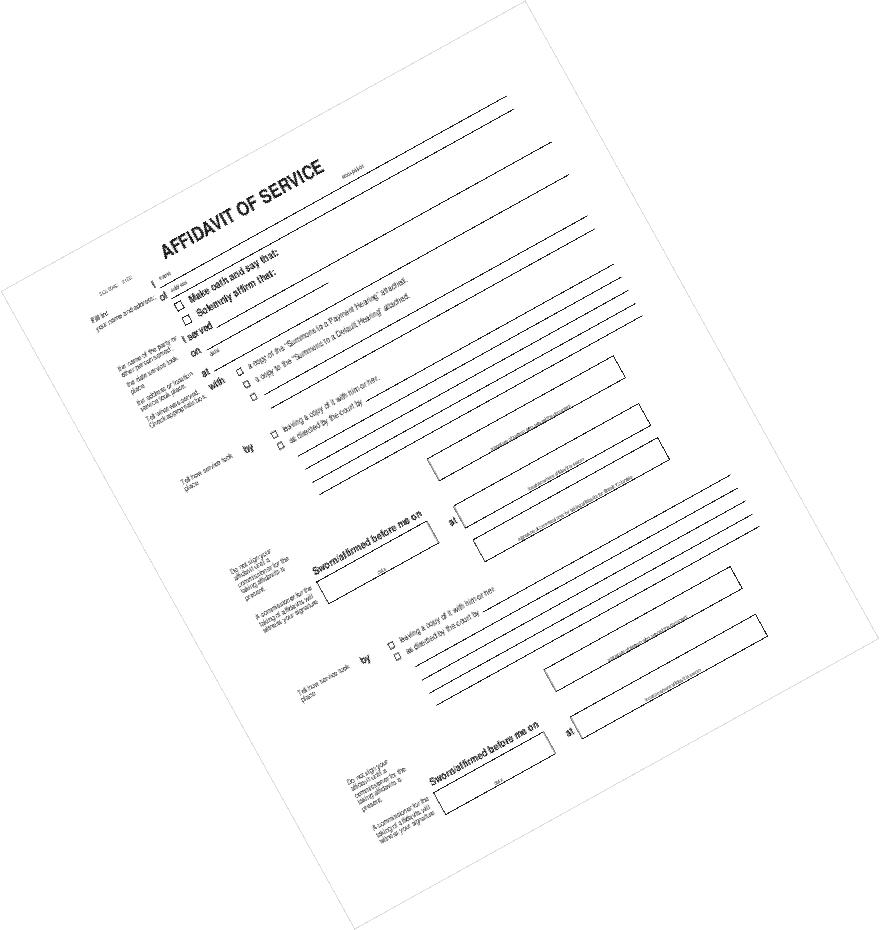 AFFIDAVIT OF SERVICE
occupation
I
name
Fill in
your name and address.
of
address
Make oath and say that:
Solemnly affirm that:
the name of the party or
other person served
I served
the date service took
place
on
date
the address or location
service took place.
at
Tell what was served.
Check appropriate box.
with
a copy of the "Summons to a Payment Hearing" attached.
a copy to the "Summons to a Default Hearing" attached.
Tell how service took
place
by
leaving a copy of it with him or her.
as directed by the court by
Do not sign your
affidavit until a
commissioner for the
taking affidavits is
present.
A commissioner for the
taking of affidavits will
witness your signature
Sworn/affirmed before me on
date
at
Tell how service took
place
by
leaving a copy of it with him or her
as directed by the court by
Do not sign your
affidavit until a
commissioner for the
taking affidavits is
present.
A commissioner for the
taking of affidavits will
witness your signature
Sworn/affirmed before me on
date
at